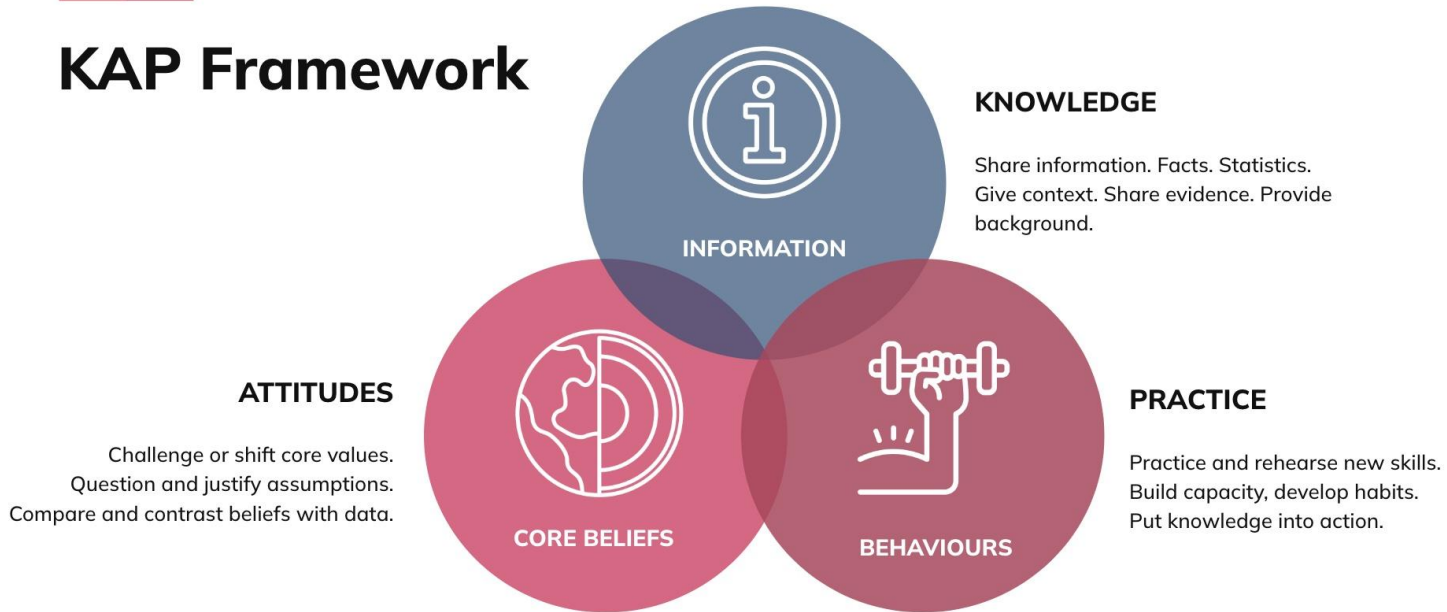 KAP Framework
INFORMATION
KNOWLEDGE
Share information. Facts. Statistics.
Give context. Share evidence. Provide
background.
ATTITUDES
Challenge or shift core values.
Question and justify assumptions.
Compare and contrast beliefs with data.
CORE BELIEFS
BEHAVIOURS
PRACTICE
Practice and rehearse new skills.
Build capacity, develop habits.
Put knowledge into action.